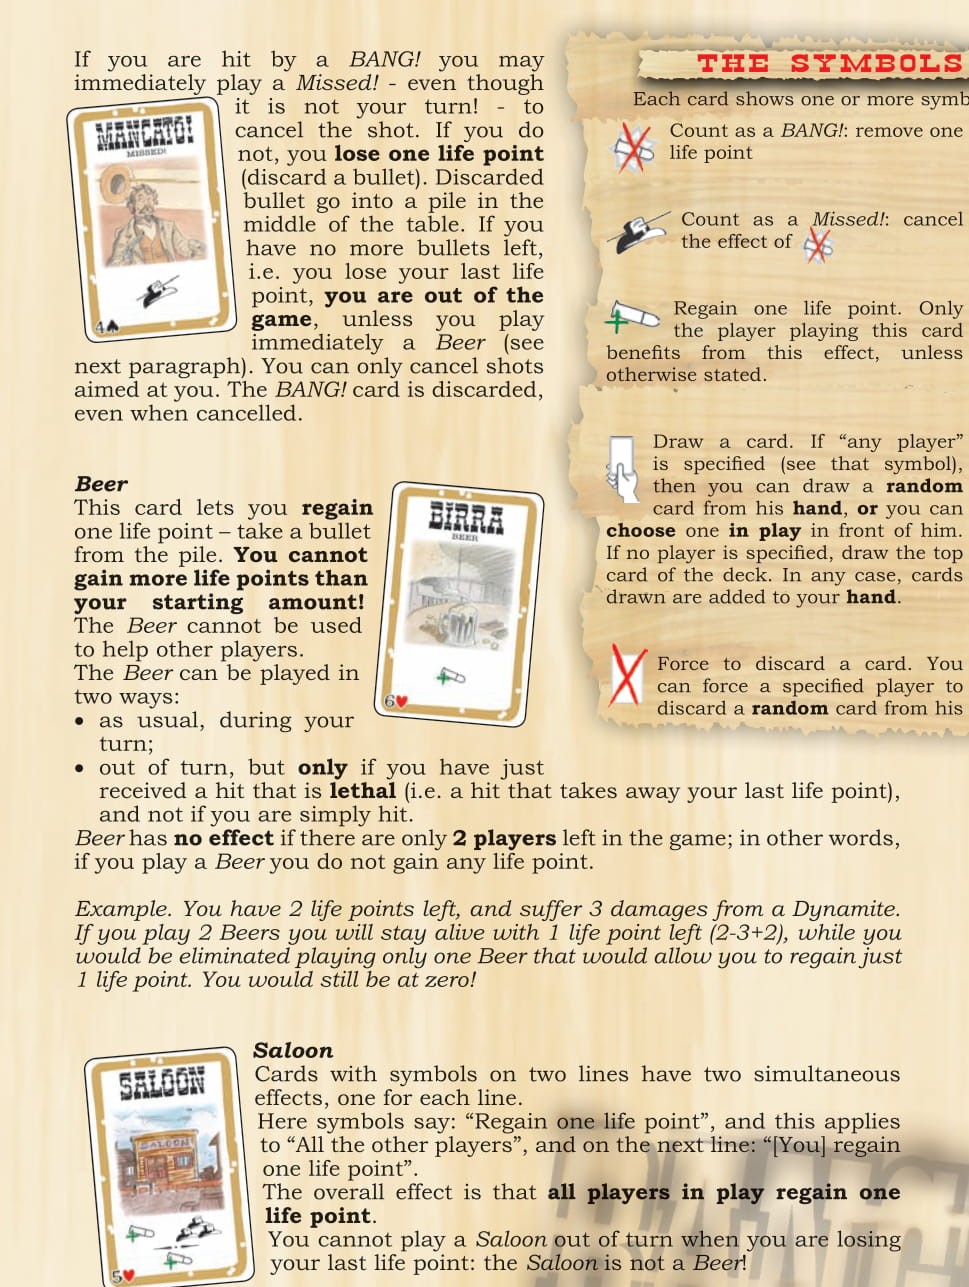 If you are hit by a BANG! you may
immediately play a Missed! - even though
it is not your turn! - to
cancel the shot. If you do
not, you lose one life point
(discard a bullet). Discarded
bullet go into a pile in the
middle of the table. If you
have no more bullets left,
i.e. you lose your last life
point, you are out of the
game, unless you play
immediately a Beer (see
next paragraph). You can only cancel shots
aimed at you. The BANG! card is discarded,
even when cancelled.
MANCATO!
MISSED!
4♠
Beer
This card lets you regain
one life point – take a bullet
from the pile. You cannot
gain more life points than
your starting amount!
The Beer cannot be used
to help other players.
The Beer can be played in
two ways:
• as usual, during your
turn;
• out of turn, but only if you have just
received a hit that is lethal (i.e. a hit that takes away your last life point),
and not if you are simply hit.
Beer has no effect if there are only 2 players left in the game; in other words,
if you play a Beer you do not gain any life point.
BIRRA
BEER
6♥
Example. You have 2 life points left, and suffer 3 damages from a Dynamite.
If you play 2 Beers you will stay alive with 1 life point left (2-3+2), while you
would be eliminated playing only one Beer that would allow you to regain just
1 life point. You would still be at zero!
SALOON
SALOON
5♥
Saloon
Cards with symbols on two lines have two simultaneous
effects, one for each line.
Here symbols say: “Regain one life point”, and this applies
to “All the other players”, and on the next line: “[You] regain
one life point”.
The overall effect is that all players in play regain one
life point.
You cannot play a Saloon out of turn when you are losing
your last life point: the Saloon is not a Beer!
THE SYMBOLS
Each card shows one or more symb
Count as a BANG!: remove one
life point
Count as a Missed!: cancel
the effect of
Regain one life point. Only
the player playing this card
benefits from this effect, unless
otherwise stated.
Draw a card. If “any player”
is specified (see that symbol),
then you can draw a random
card from his hand, or you can
choose one in play in front of him.
If no player is specified, draw the top
card of the deck. In any case, cards
drawn are added to your hand.
Force to discard a card. You
can force a specified player to
discard a random card from his